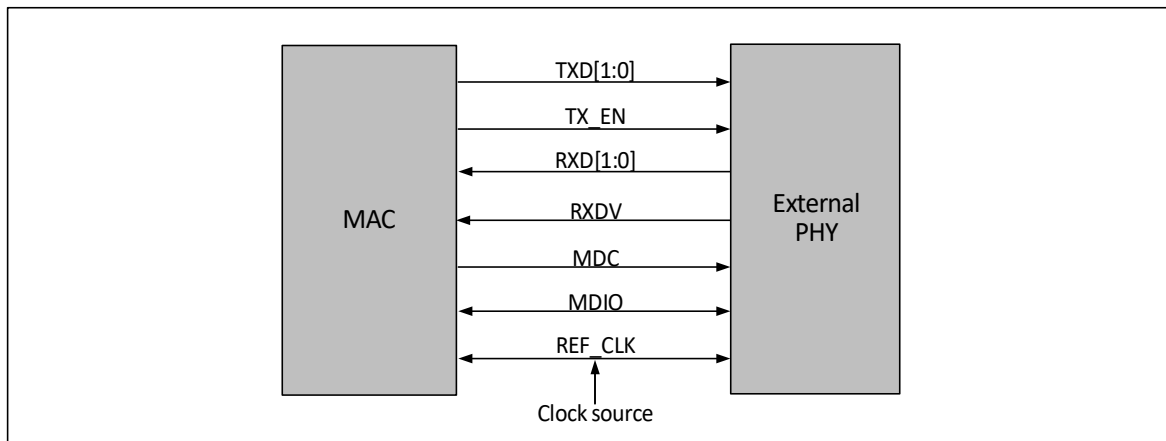 TXD[1:0]
TX_EN
RXD[1:0]
RXDV
MDC
MDIO
REF_CLK
Clock source
MAC
External
PHY